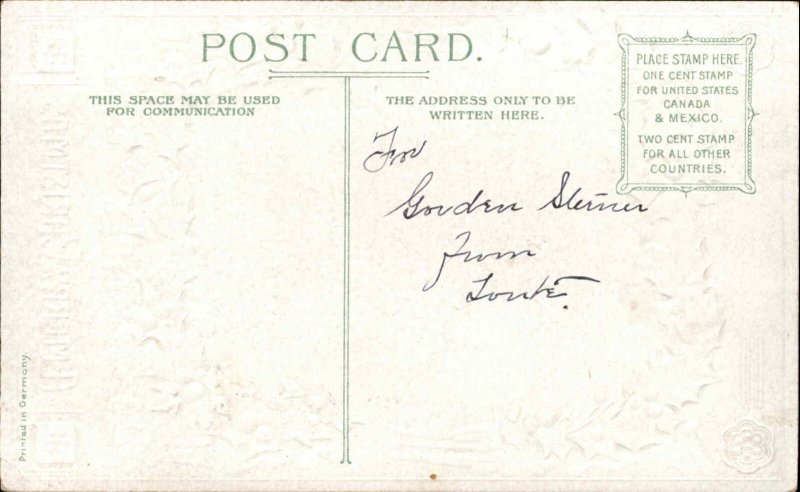 POST CARD.
THIS SPACE MAY BE USED
FOR COMMUNICATION
THE ADDRESS ONLY TO BE
WRITTEN HERE.
PLACE STAMP HERE.
ONE CENT STAMP
FOR UNITED STATES
CANADA
& MEXICO.
TWO CENT STAMP
FOR ALL OTHER
COUNTRIES.
For
Gorden Sterner
From
Printed in Germany.